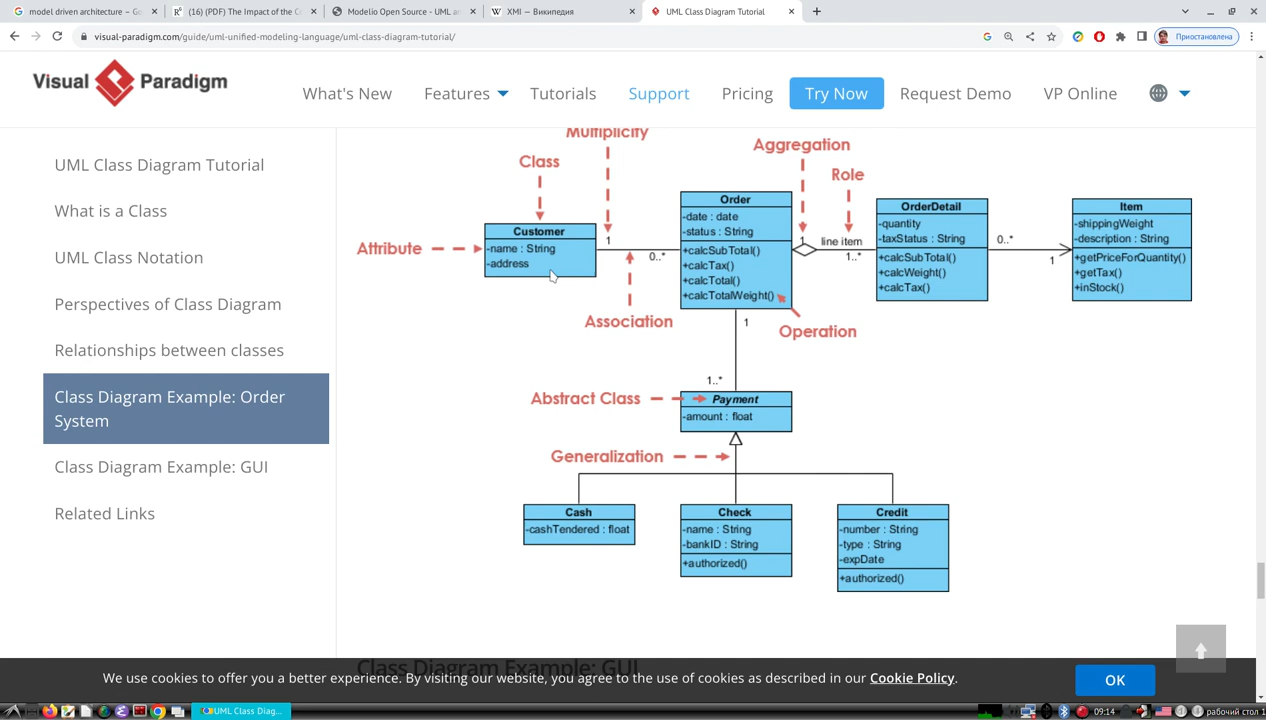 model driven architecture – Go
(16) (PDF) The Impact of the Co
Modelio Open Source - UML an
XMI — Википедия
UML Class Diagram Tutorial
visual-paradigm.com/guide/uml-unified-modeling-language/uml-class-diagram-tutorial/
Приостановлена
Visual Paradigm
What's New
Features
Tutorials
Support
Pricing
Try Now
Request Demo
VP Online
UML Class Diagram Tutorial
What is a Class
UML Class Notation
Perspectives of Class Diagram
Relationships between classes
Class Diagram Example: Order
System
Class Diagram Example: GUI
Related Links
Multiplicity
Aggregation
Class
Role
Attribute
Customer
-name : String
-address
1
0..*
Association
Order
-date : date
-status : String
+calcSubTotal()
+calcTax()
+calcTotal()
+calcTotalWeight()
Operation
1
line item
1..*
OrderDetail
-quantity
-taxStatus : String
+calcSubTotal()
+calcWeight()
+calcTax()
0..*
1
Item
-shippingWeight
-description : String
+getPriceForQuantity()
+getTax()
+inStock()
1
1..*
Abstract Class
Payment
-amount : float
Generalization
Cash
-cashTendered : float
Check
-name : String
-bankID : String
+authorized()
Credit
-number : String
-type : String
-expDate
+authorized()
Class Diagram Example: GUI
We use cookies to offer you a better experience. By visiting our website, you agree to the use of cookies as described in our Cookie Policy.
OK
UML Class Diag...
09:14
рабочий стол 1